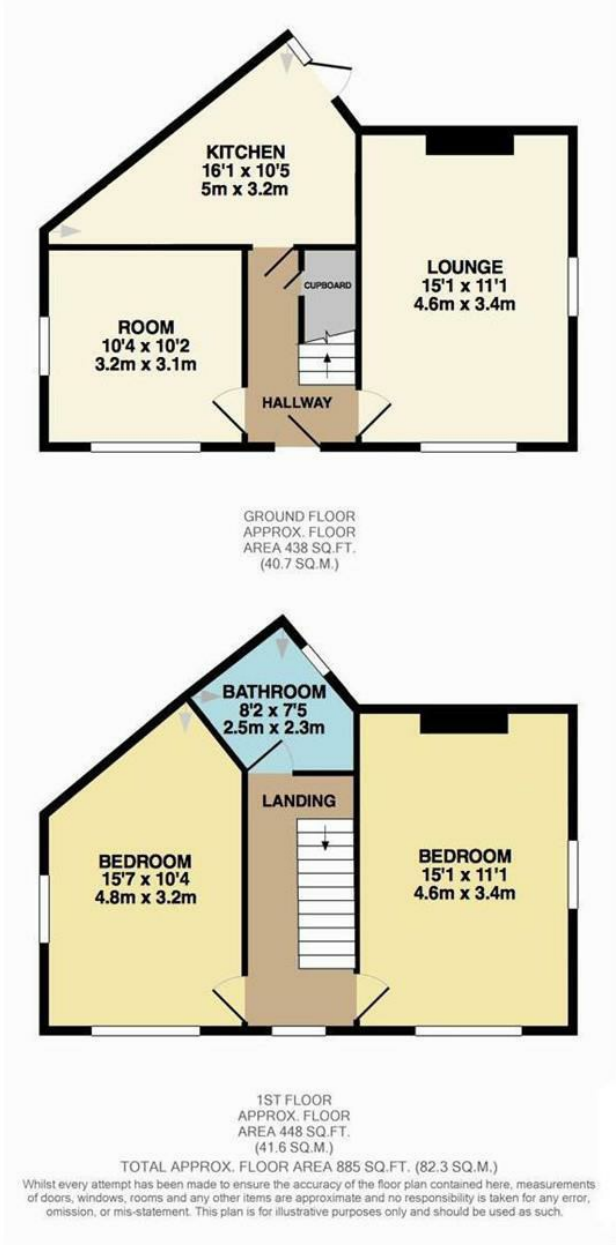 KITCHEN
16'1 x 10'5
5m x 3.2m
LOUNGE
15'1 x 11'1
4.6m x 3.4m
CUPBOARD
ROOM
10'4 x 10'2
3.2m x 3.1m
HALLWAY
GROUND FLOOR
APPROX. FLOOR
AREA 438 SQ.FT.
(40.7 SQ.M.)
BATHROOM
8'2 x 7'5
2.5m x 2.3m
LANDING
BEDROOM
15'7 x 10'4
4.8m x 3.2m
BEDROOM
15'1 x 11'1
4.6m x 3.4m
1ST FLOOR
APPROX. FLOOR
AREA 448 SQ.FT.
(41.6 SQ.M.)
TOTAL APPROX. FLOOR AREA 885 SQ.FT. (82.3 SQ.M.)
Whilst every attempt has been made to ensure the accuracy of the floor plan contained here, measurements
of doors, windows, rooms and any other items are approximate and no responsibility is taken for any error,
omission, or mis-statement. This plan is for illustrative purposes only and should be used as such.